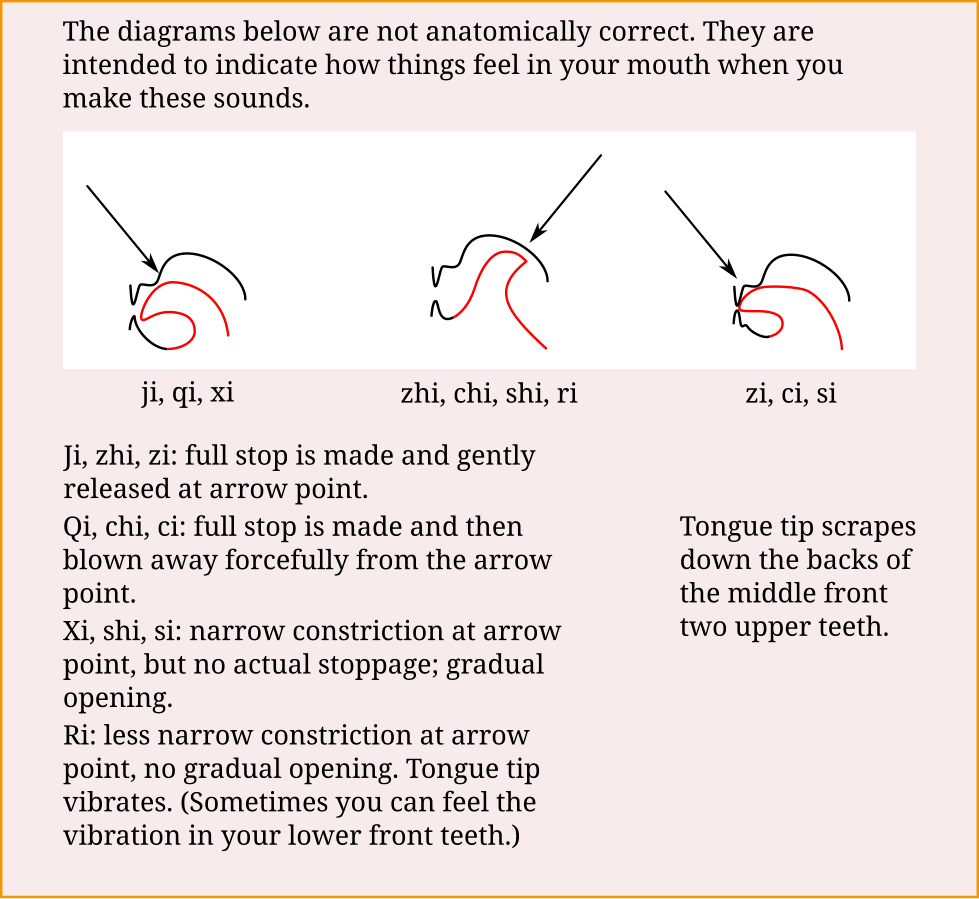 The diagrams below are not anatomically correct. They are
intended to indicate how things feel in your mouth when you
make these sounds.
ji, qi, xi
zhi, chi, shi, ri
zi, ci, si
Ji, zhi, zi: full stop is made and gently
released at arrow point.
Qi, chi, ci: full stop is made and then
blown away forcefully from the arrow
point.
Xi, shi, si: narrow constriction at arrow
point, but no actual stoppage; gradual
opening.
Ri: less narrow constriction at arrow
point, no gradual opening. Tongue tip
vibrates. (Sometimes you can feel the
vibration in your lower front teeth.)
Tongue tip scrapes
down the backs of
the middle front
two upper teeth.